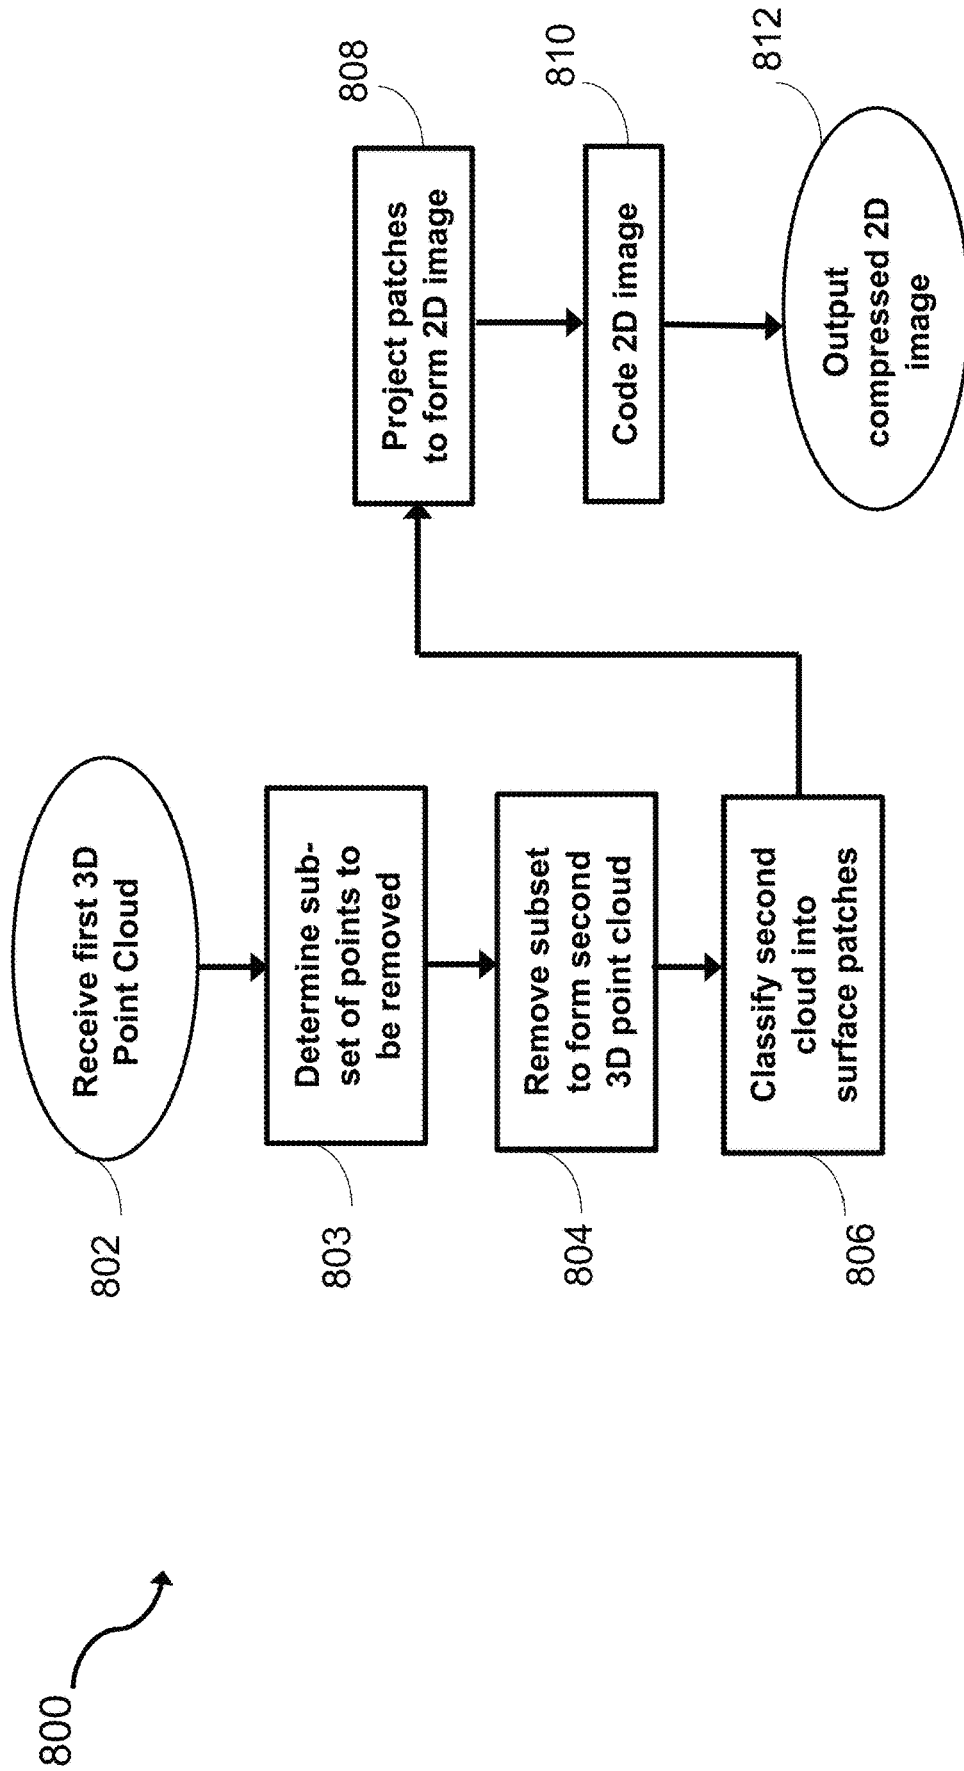 800
802
Receive first 3D
Point Cloud
803
Determine sub-
set of points to
be removed
804
Remove subset
to form second
3D point cloud
806
Classify second
cloud into
surface patches
808
Project patches
to form 2D image
810
Code 2D image
812
Output
compressed 2D
image